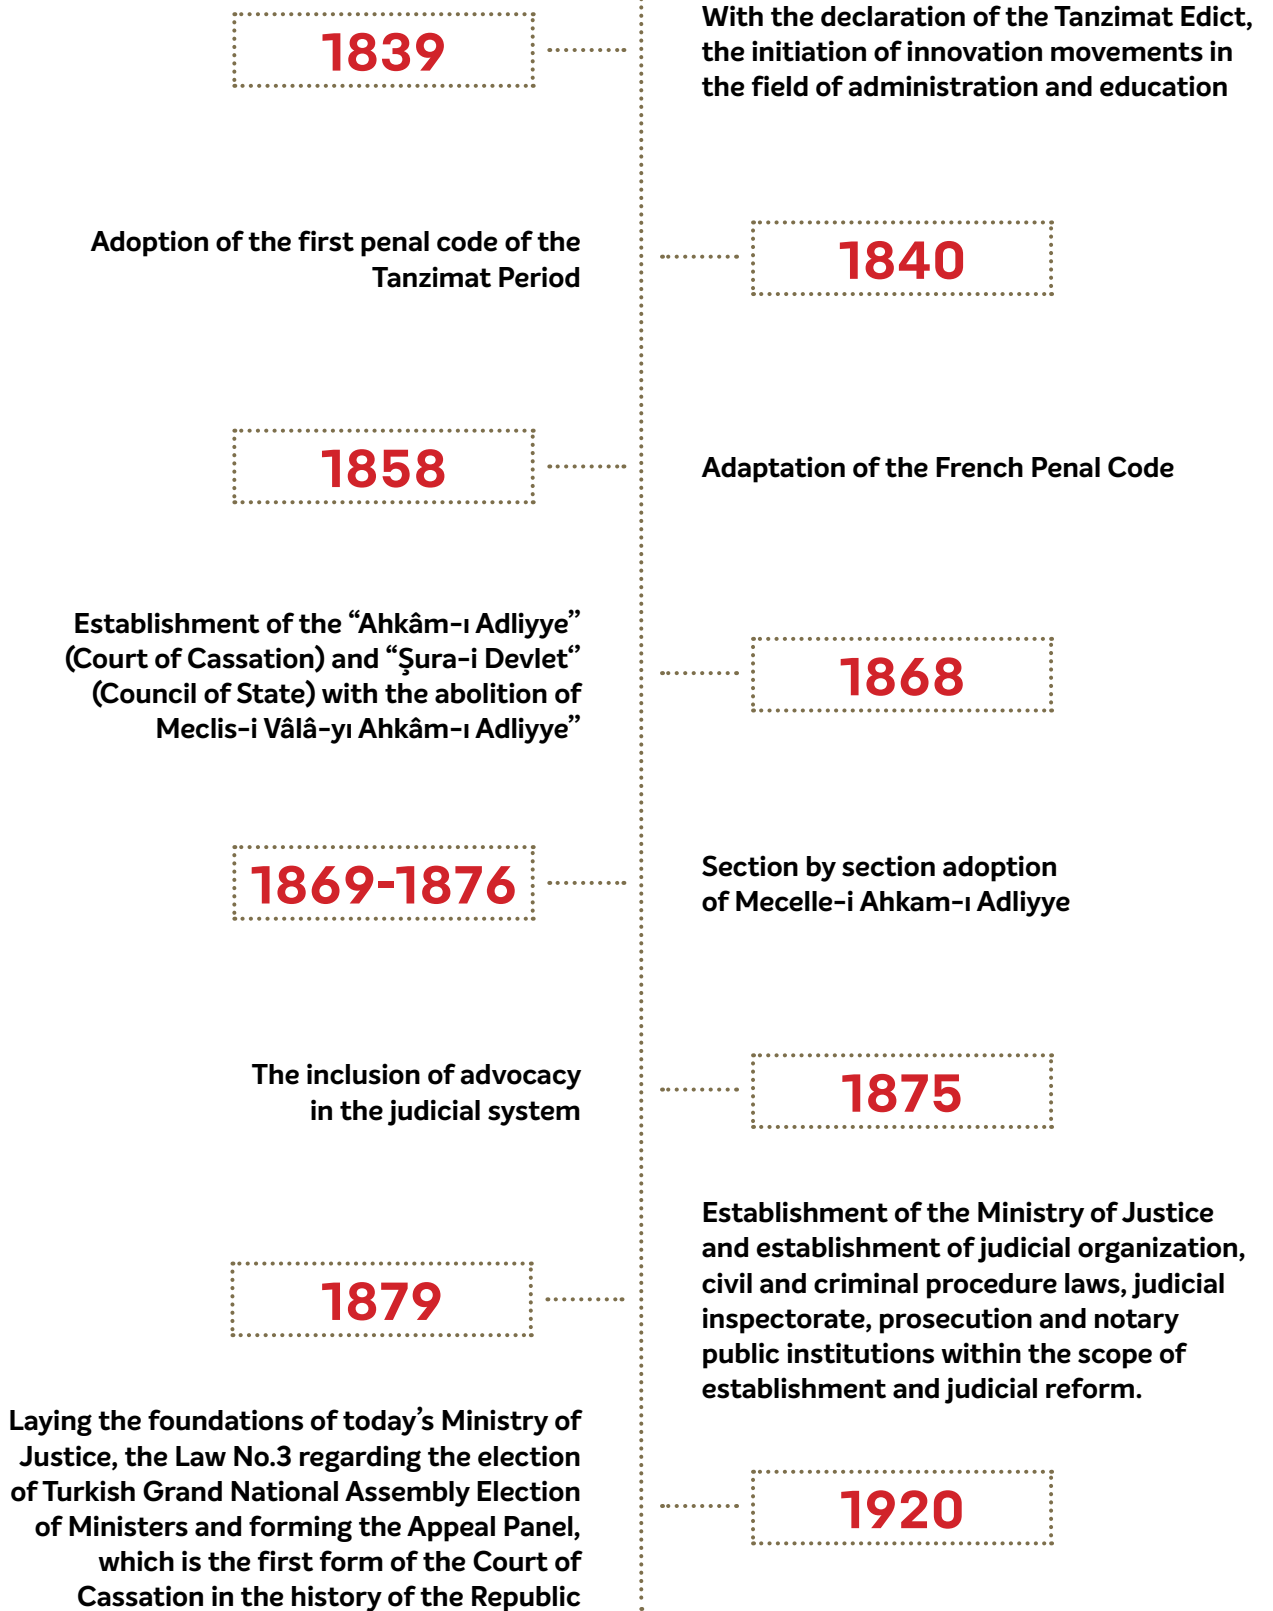 1839
With the declaration of the Tanzimat Edict,
the initiation of innovation movements in
the field of administration and education
Adoption of the first penal code of the
Tanzimat Period
1840
1858
Adaptation of the French Penal Code
Establishment of the “Ahkâm-ı Adliyye”
(Court of Cassation) and “Şura-i Devlet“
(Council of State) with the abolition of
Meclis-i Vâlâ-yı Ahkâm-ı Adliyye”
1868
1869-1876
Section by section adoption
of Mecelle-i Ahkam-ı Adliyye
The inclusion of advocacy
in the judicial system
1875
1879
Establishment of the Ministry of Justice
and establishment of judicial organization,
civil and criminal procedure laws, judicial
inspectorate, prosecution and notary
public institutions within the scope of
establishment and judicial reform.
Laying the foundations of today’s Ministry of
Justice, the Law No.3 regarding the election
of Turkish Grand National Assembly Election
of Ministers and forming the Appeal Panel,
which is the first form of the Court of
Cassation in the history of the Republic
1920